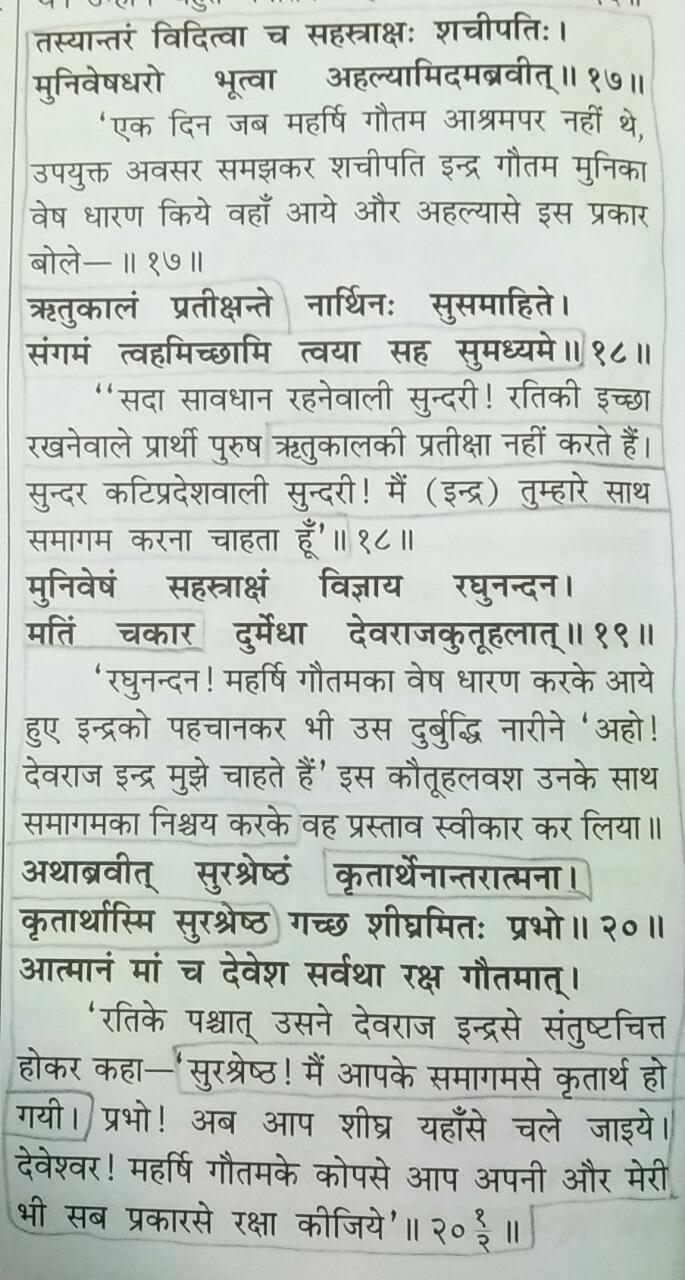 तस्यान्तरं विदित्वा च सहस्राक्षः शचीपतिः।
मुनिवेषधरो भूत्वा अहल्यामिदमब्रवीत्॥ १७॥
‘एक दिन जब महर्षि गौतम आश्रमपर नहीं थे,
उपयुक्त अवसर समझकर शचीपति इन्द्र गौतम मुनिका
वेष धारण किये वहाँ आये और अहल्यासे इस प्रकार
बोले—॥ १७॥
ऋतुकालं प्रतीक्षन्ते नार्थिनः सुसमाहिते।
संगमं त्वहमिच्छामि त्वया सह सुमध्यमे॥ १८॥
‘‘सदा सावधान रहनेवाली सुन्दरी! रतिकी इच्छा
रखनेवाले प्रार्थी पुरुष ऋतुकालकी प्रतीक्षा नहीं करते हैं।
सुन्दर कटिप्रदेशवाली सुन्दरी! मैं (इन्द्र) तुम्हारे साथ
समागम करना चाहता हूँ’॥ १८॥
मुनिवेषं सहस्राक्षं विज्ञाय रघुनन्दन।
मतिं चकार दुर्मेधा देवराजकुतूहलात्॥ १९॥
‘रघुनन्दन! महर्षि गौतमका वेष धारण करके आये
हुए इन्द्रको पहचानकर भी उस दुर्बुद्धि नारीने ‘अहो!
देवराज इन्द्र मुझे चाहते हैं’ इस कौतूहलवश उनके साथ
समागमका निश्चय करके वह प्रस्ताव स्वीकार कर लिया॥
अथाब्रवीत् सुरश्रेष्ठं कृतार्थेनान्तरात्मना।
कृतार्थास्मि सुरश्रेष्ठ गच्छ शीघ्रमितः प्रभो॥ २०॥
आत्मानं मां च देवेश सर्वथा रक्ष गौतमात्।
‘रतिके पश्चात् उसने देवराज इन्द्रसे संतुष्टचित्त
होकर कहा—‘सुरश्रेष्ठ! मैं आपके समागमसे कृतार्थ हो
गयी। प्रभो! अब आप शीघ्र यहाँसे चले जाइये।
देवेश्वर! महर्षि गौतमके कोपसे आप अपनी और मेरी
भी सब प्रकारसे रक्षा कीजिये’॥ २० १/२ ॥